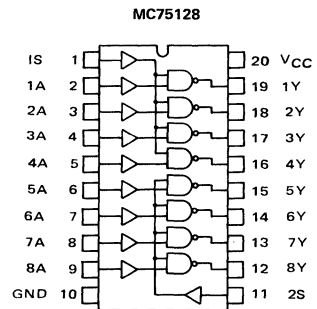 MC75128
IS 1 20 VCC
1A 2 19 1Y
2A 3 18 2Y
3A 4 17 3Y
4A 5 16 4Y
5A 6 15 5Y
6A 7 14 6Y
7A 8 13 7Y
8A 9 12 8Y
GND 10 11 2S